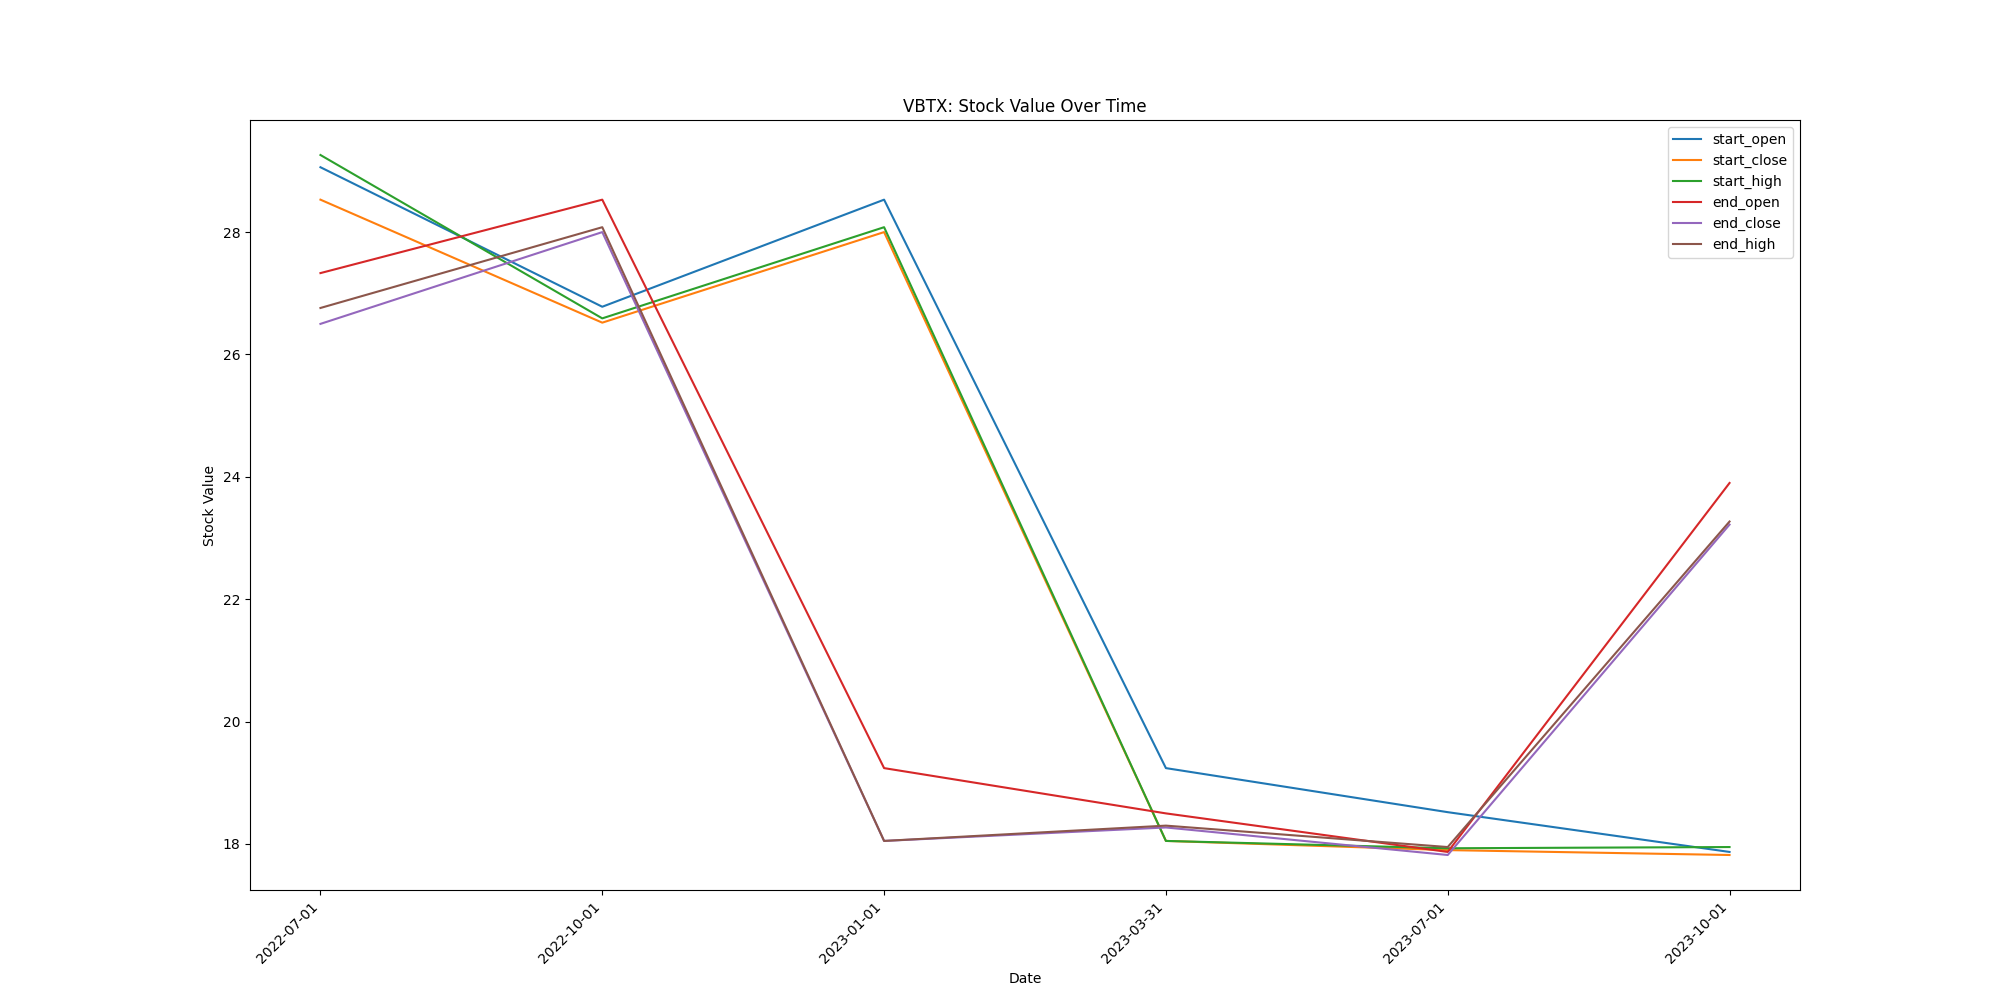 VBTX: Stock Value Over Time
start_open
start_close
start_high
end_open
end_close
end_high
Stock Value
28
26
24
22
20
18
2022-07-01
2022-10-01
2023-01-01
2023-03-31
2023-07-01
2023-10-01
Date